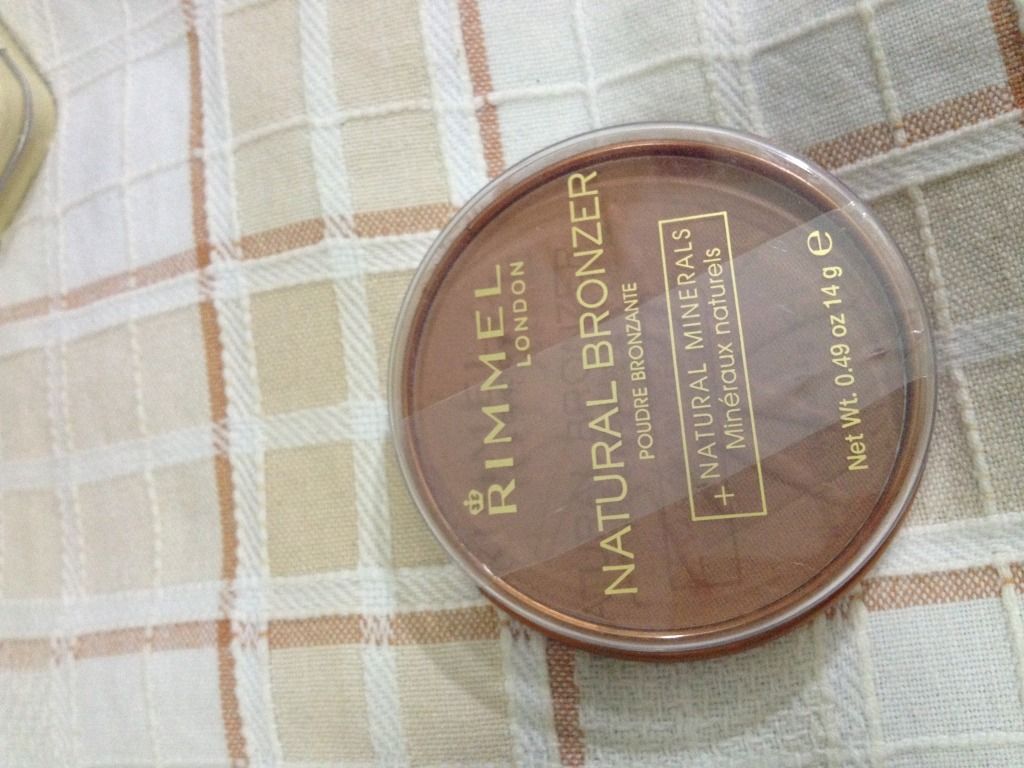 RIMMEL
LONDON
NATURAL BRONZER
POUDRE BRONZANTE
+ NATURAL MINERALS
Minéraux naturels
Net Wt. 0.49 oz 14 g e